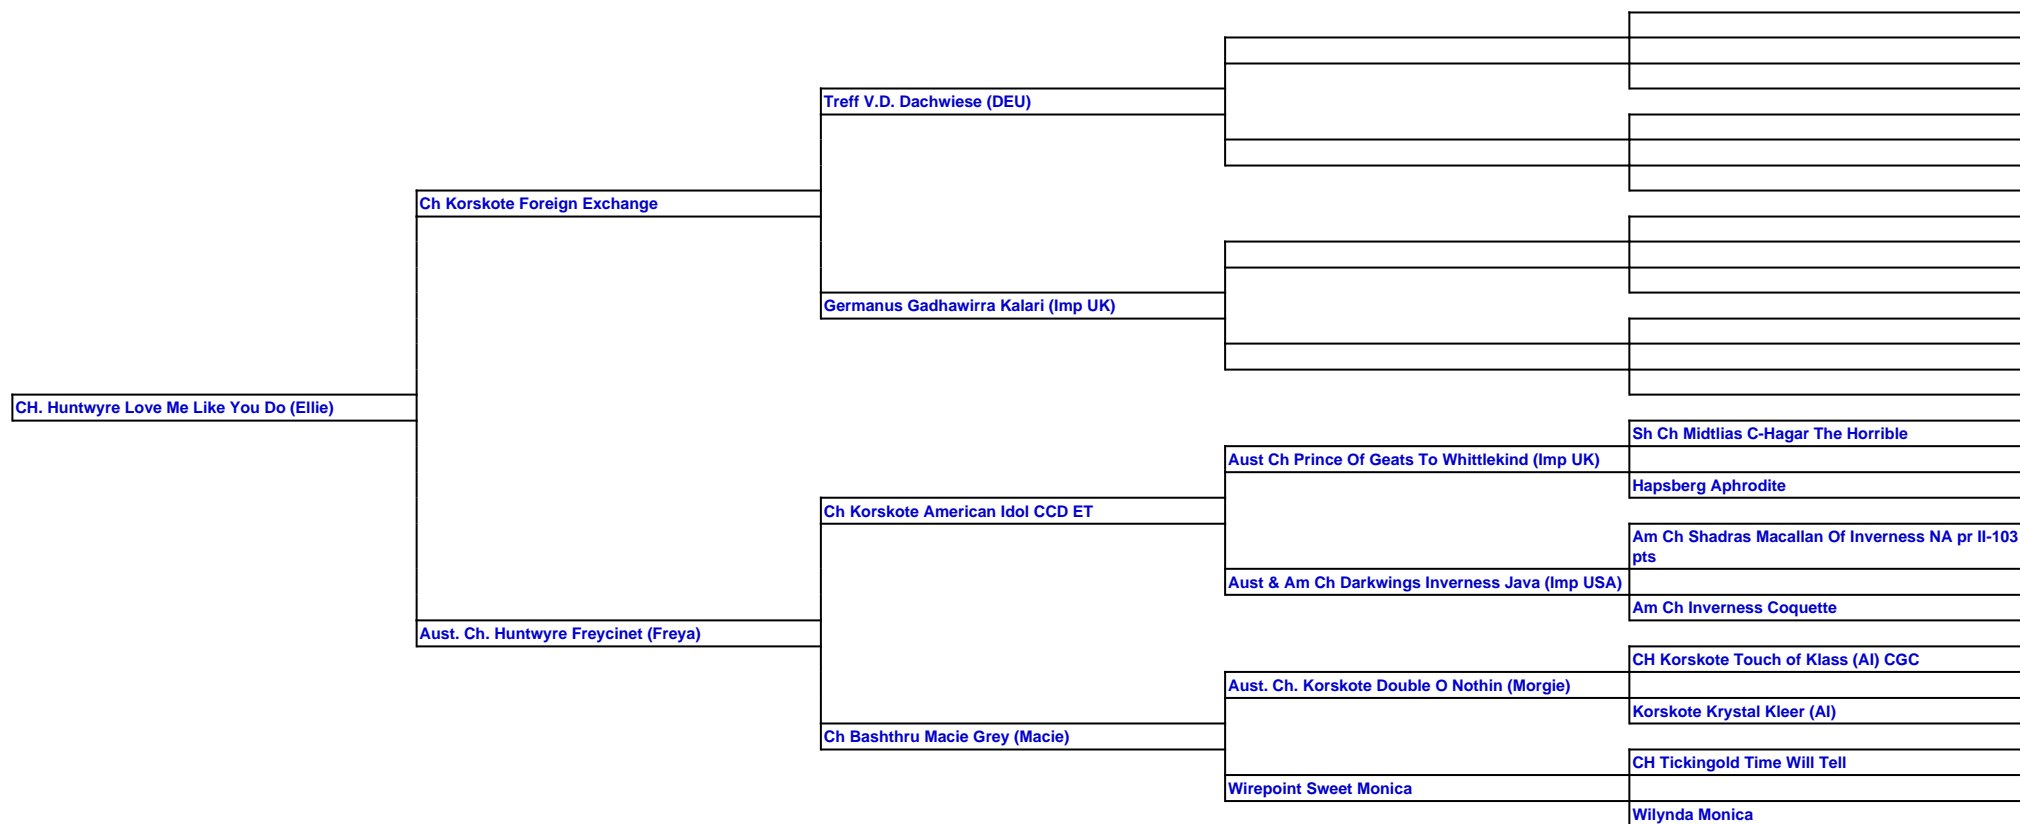 Treff V.D. Dachwiese (DEU)
Ch Korskote Foreign Exchange
Germanus Gadhawirra Kalari (Imp UK)
CH. Huntwyre Love Me Like You Do (Ellie)
Sh Ch Midtlias C-Hagar The Horrible
Aust Ch Prince Of Geats To Whittlekind (Imp UK)
Hapsberg Aphrodite
Ch Korskote American Idol CCD ET
Am Ch Shadras Macallan Of Inverness NA pr II-103
pts
Aust & Am Ch Darkwings Inverness Java (Imp USA)
Am Ch Inverness Coquette
Aust. Ch. Huntwyre Freycinet (Freya)
CH Korskote Touch of Klass (AI) CGC
Aust. Ch. Korskote Double O Nothin (Morgie)
Korskote Krystal Kleer (AI)
Ch Bashthru Macie Grey (Macie)
CH Tickingold Time Will Tell
Wirepoint Sweet Monica
Wilynda Monica